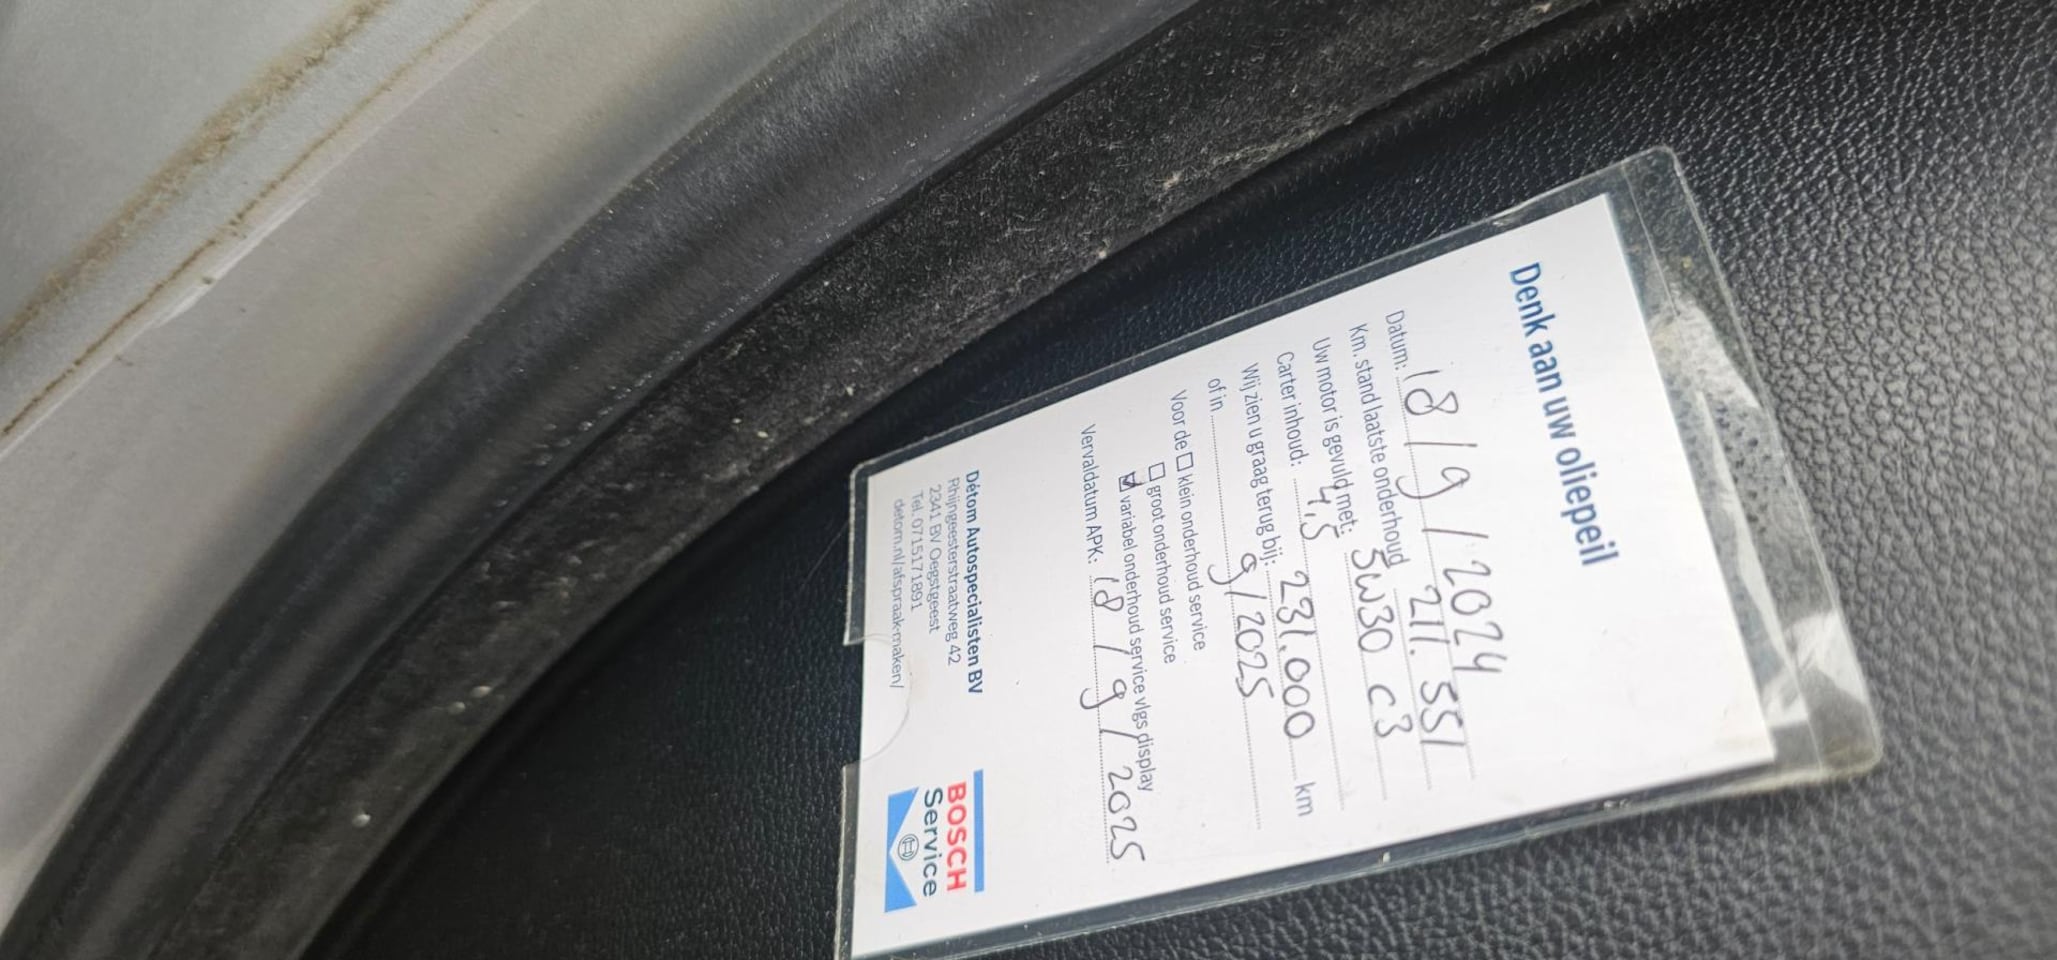 Denk aan uw oliepeil
Datum: 18 / 9 / 2024
Km. stand laatste onderhoud 211.551
Uw motor is gevuld met: 5W30 C3
Carter inhoud: 4,5
Wij zien u graag terug bij: 231.000 km
of in 9/2025
Voor de ☐ klein onderhoud service
☐ groot onderhoud service
☑ variabel onderhoud service vlgs display
Vervaldatum APK: 18 / 9 / 2025
Détom Autospecialisten BV
Rhijngeesterstraatweg 42
2341 BV Oegstgeest
Tel. 0715171891
detom.nl/afspraak-maken/
BOSCH
Service